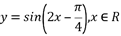 y = sin(2x − π/4), x ∈ R